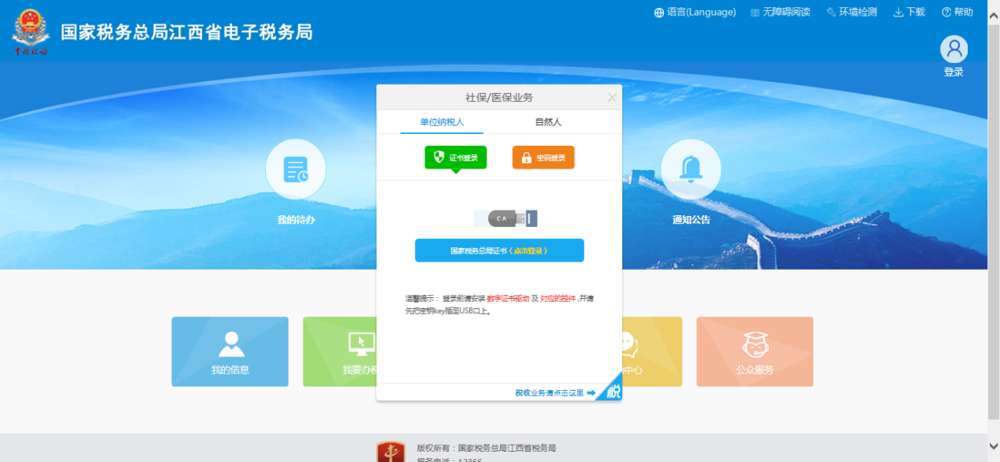 语言(Language) 无障碍阅读 环境检测 下载 帮助
国家税务总局江西省电子税务局
中国税务
登录
社保/医保业务
单位纳税人 自然人
证书登录 密码登录
我的待办
通知公告
CA
国家税务总局证书(点击登录)
温馨提示： 登录前请安装 数字证书驱动 及 对应的控件 ,并请
先把密钥key插至USB口上。
我的信息
我要办税
中心
公众服务
税收业务请点击这里
税
版权所有：国家税务总局江西省税务局
服务电话：12366